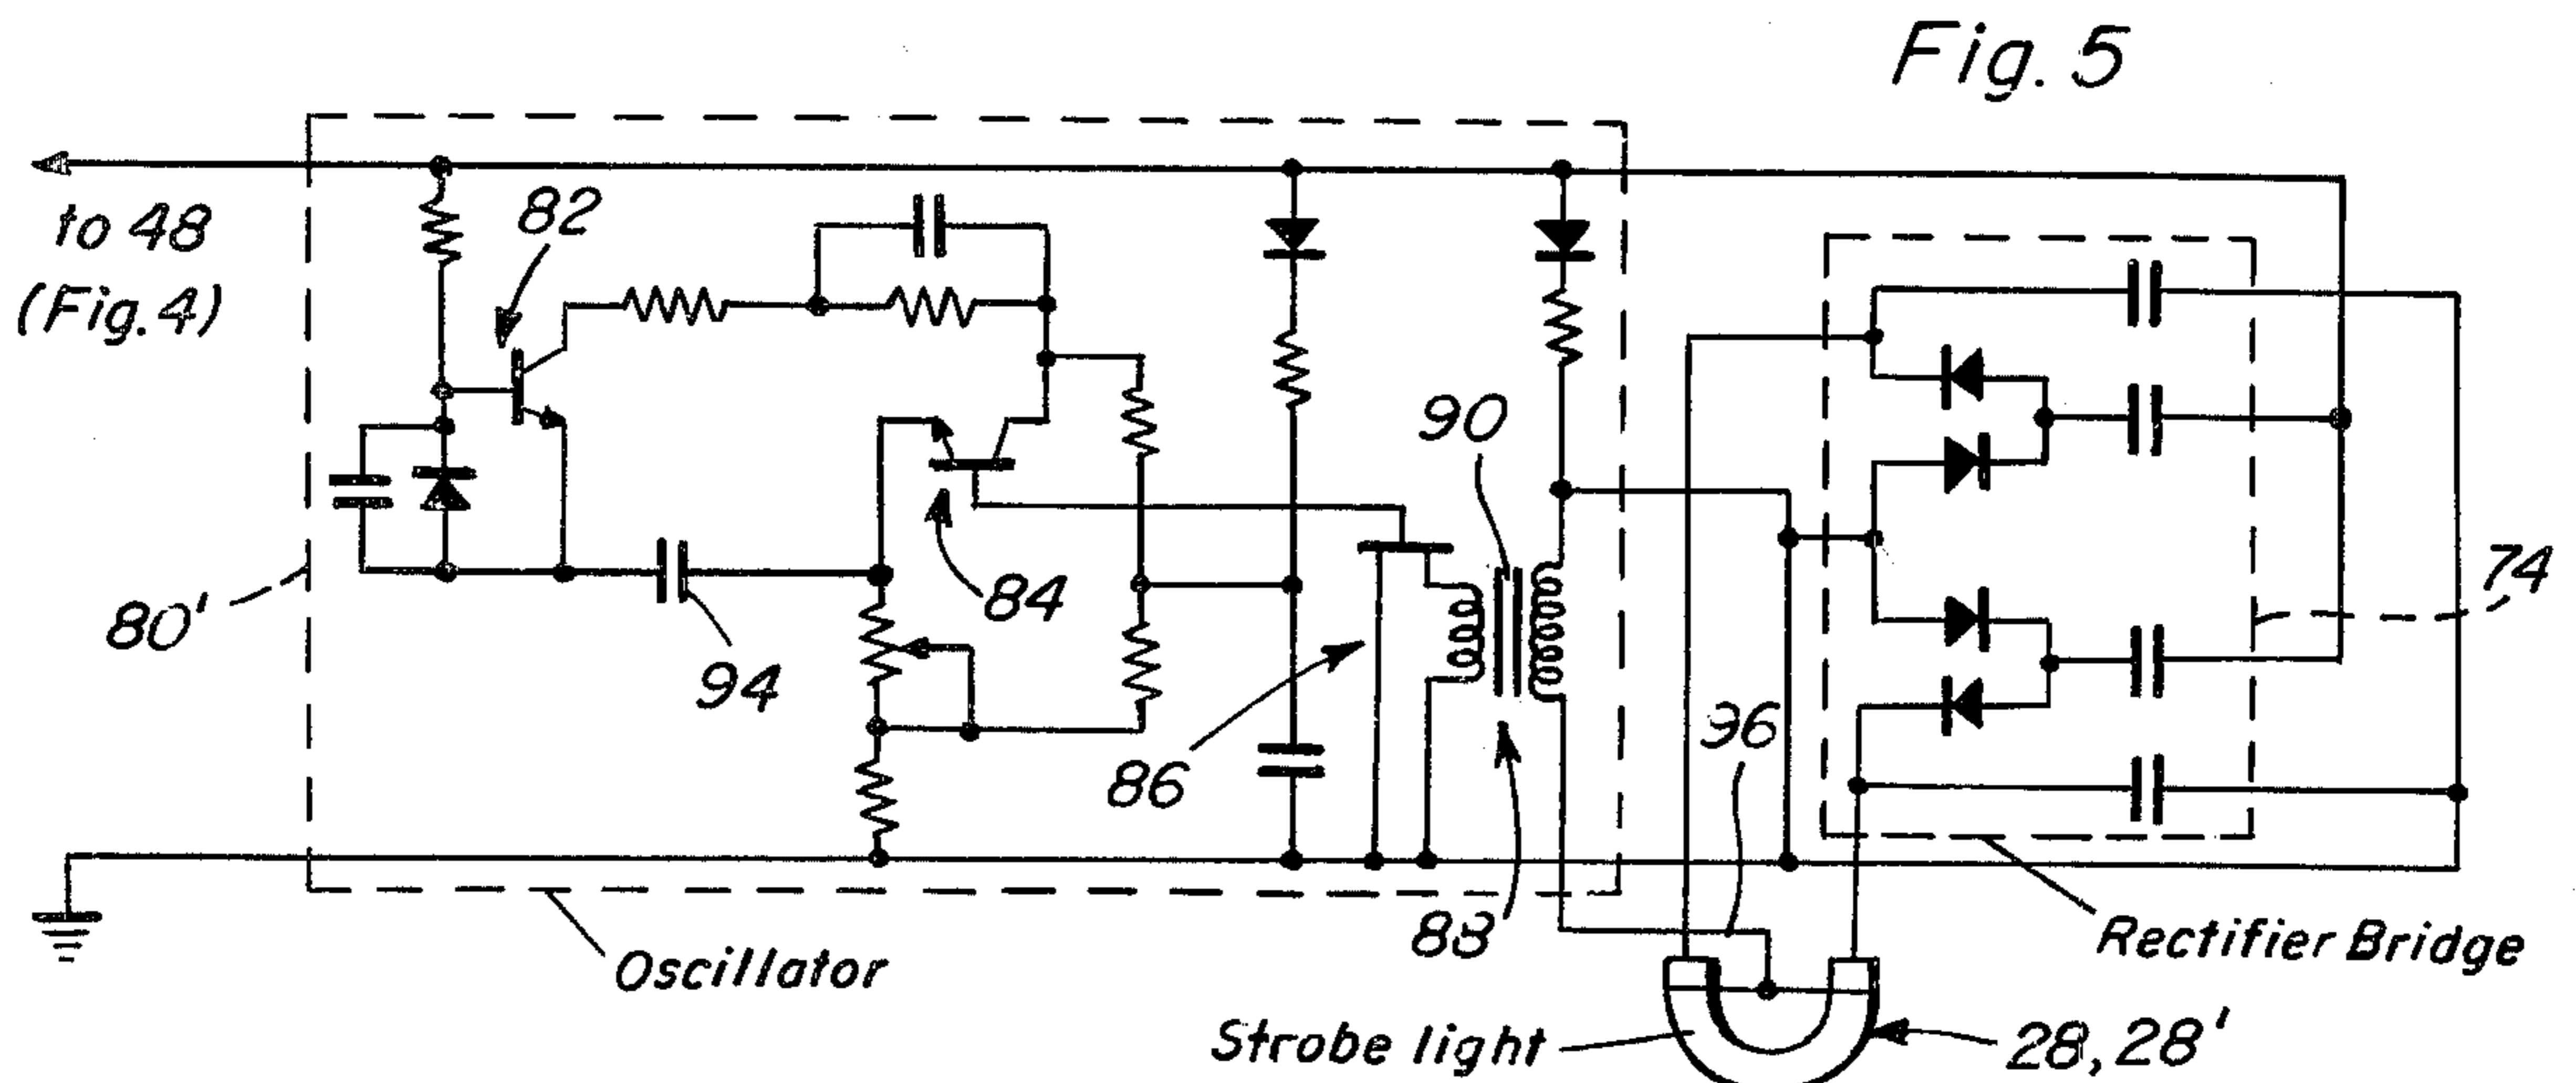 Fig. 5
to 48
(Fig. 4)
82
90
80'
84
94
86
96
74
88
Oscillator
Rectifier Bridge
Strobe light
28, 28'